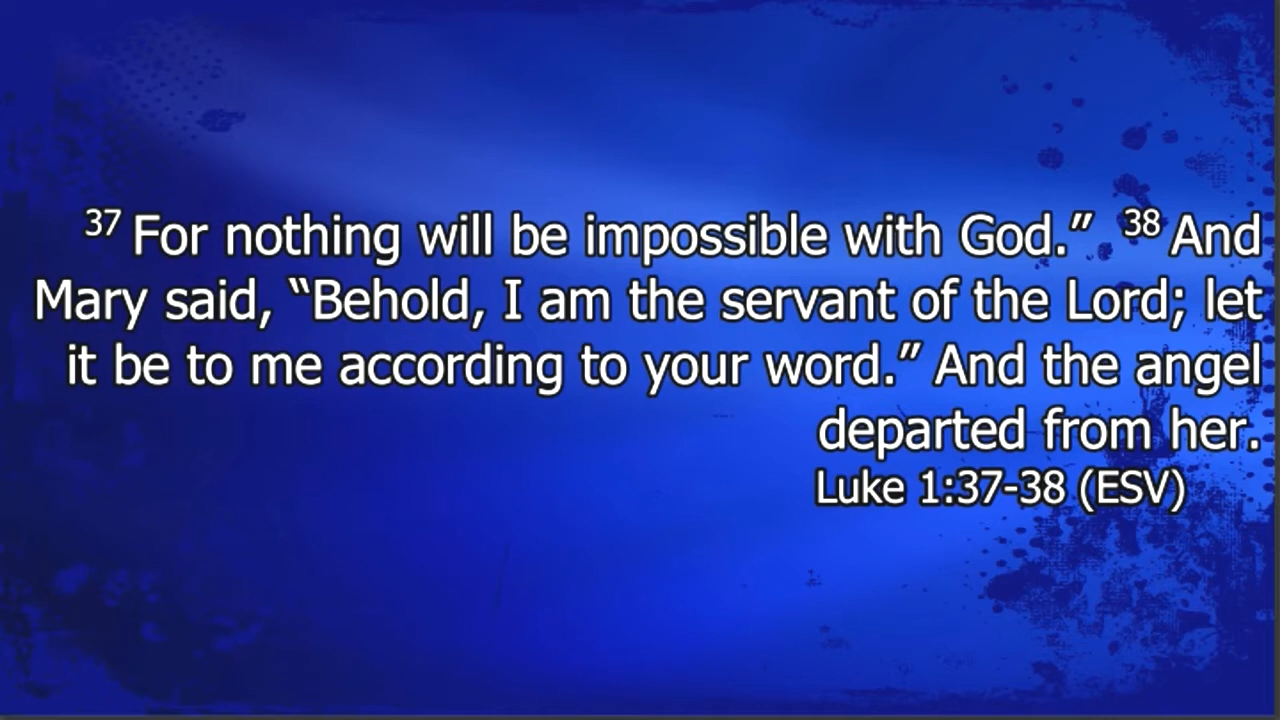 37 For nothing will be impossible with God.” 38 And
Mary said, “Behold, I am the servant of the Lord; let
it be to me according to your word.” And the angel
departed from her.
Luke 1:37-38 (ESV)